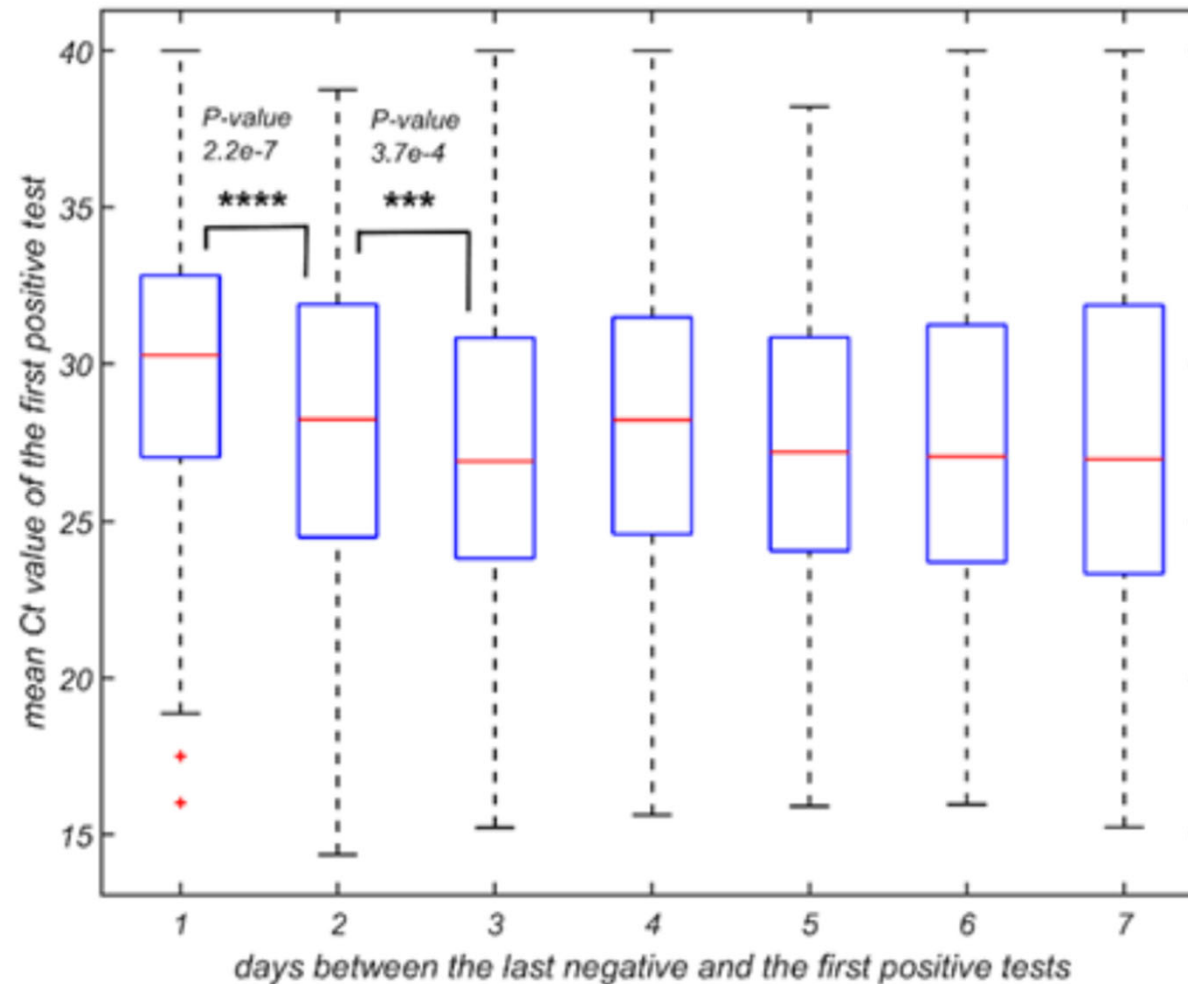 mean Ct value of the first positive test
40
35
30
25
20
15
P-value
2.2e-7
****
P-value
3.7e-4
***
1 2 3 4 5 6 7
days between the last negative and the first positive tests